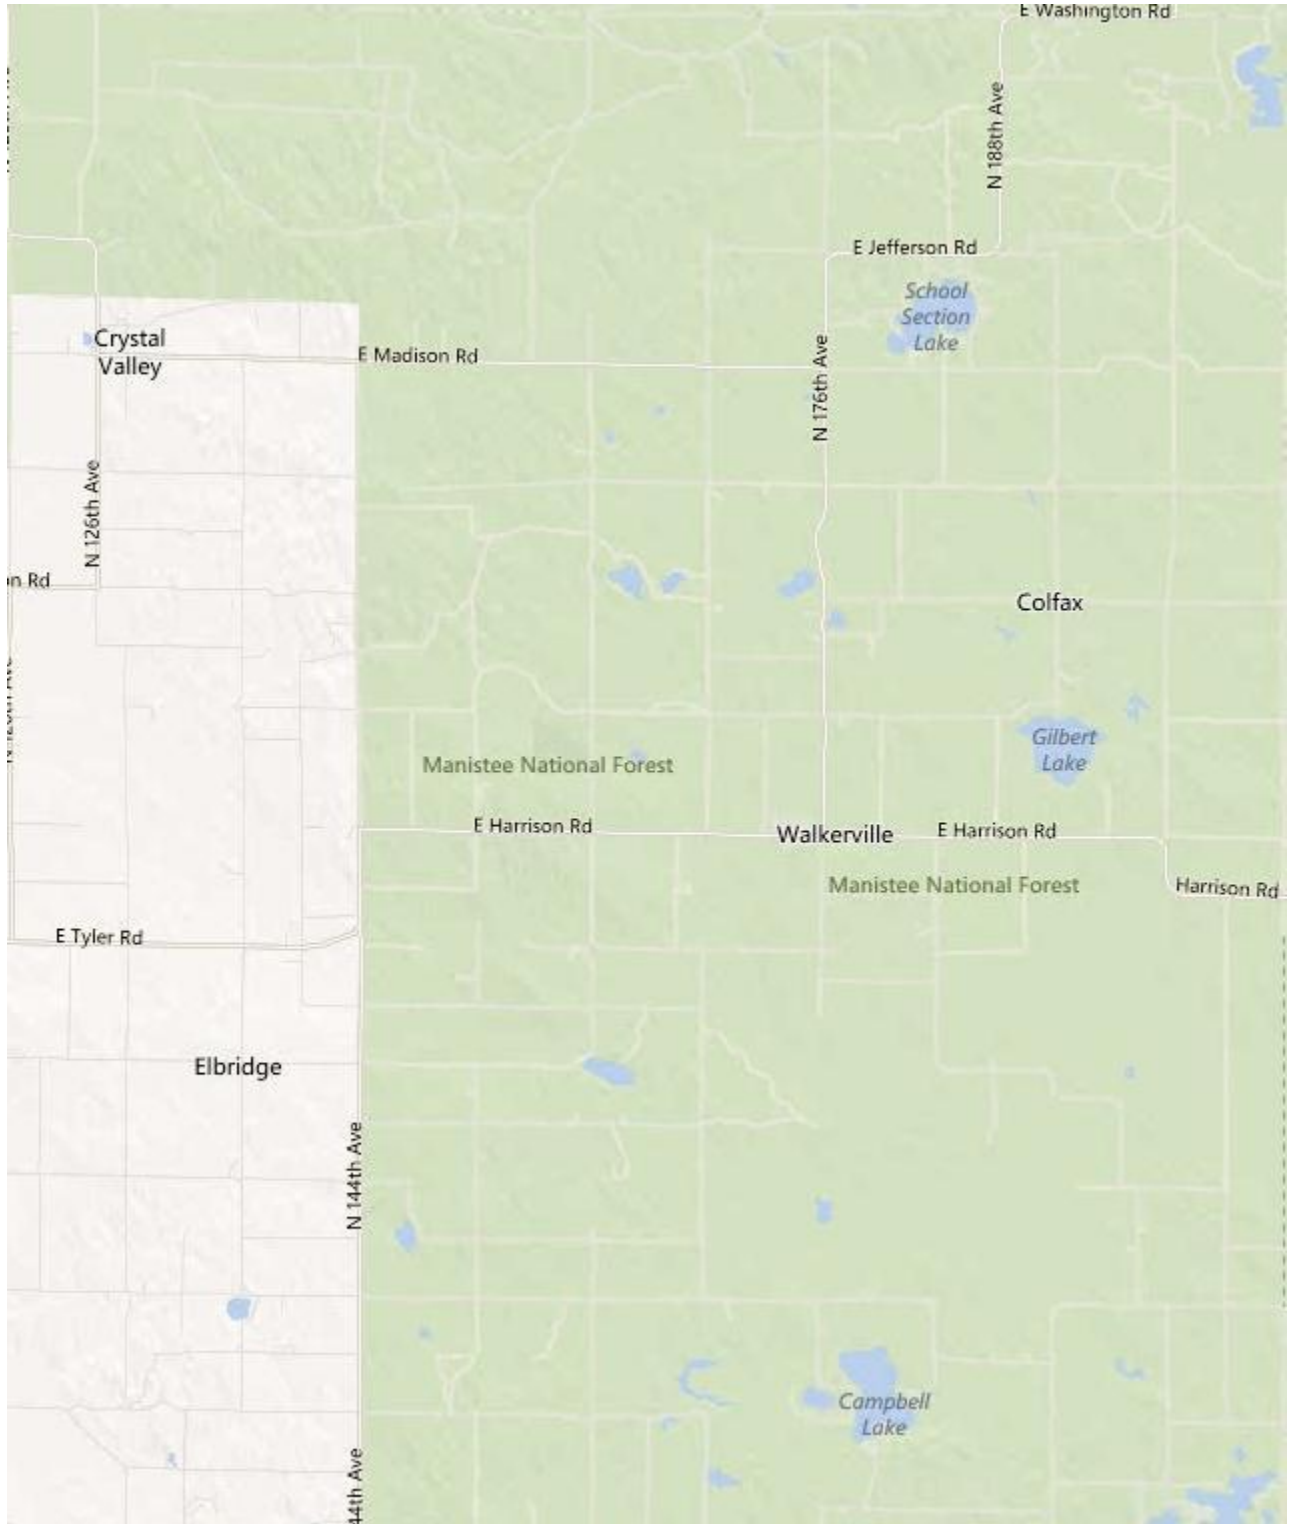 E Washington Rd
N 188th Ave
E Jefferson Rd
School
Section
Lake
Crystal
Valley
E Madison Rd
N 176th Ave
N 126th Ave
n Rd
Colfax
Gilbert
Lake
Manistee National Forest
E Harrison Rd
Walkerville
E Harrison Rd
Manistee National Forest
Harrison Rd
E Tyler Rd
Elbridge
N 144th Ave
Campbell
Lake
44th Ave